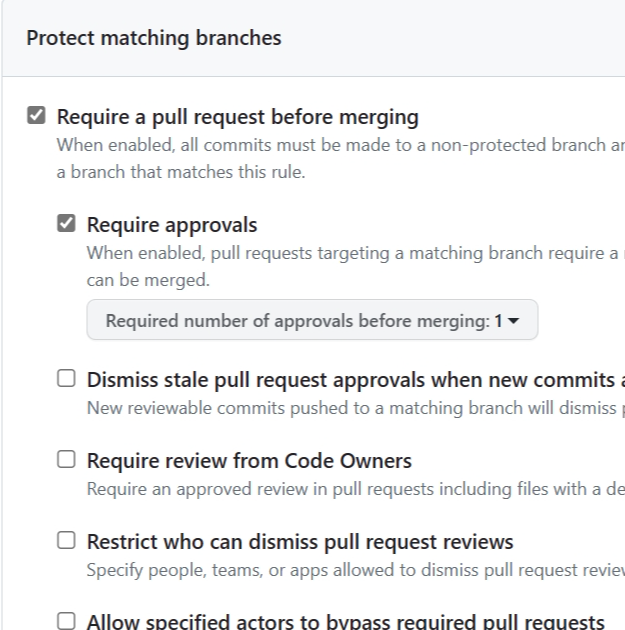 Protect matching branches
Require a pull request before merging
When enabled, all commits must be made to a non-protected branch
a branch that matches this rule.
Require approvals
When enabled, pull requests targeting a matching branch require a
can be merged.
Required number of approvals before merging: 1
Dismiss stale pull request approvals when new commits
New reviewable commits pushed to a matching branch will dismiss
Require review from Code Owners
Require an approved review in pull requests including files with a
Restrict who can dismiss pull request reviews
Specify people, teams, or apps allowed to dismiss pull request
Allow specified actors to bypass required pull requests